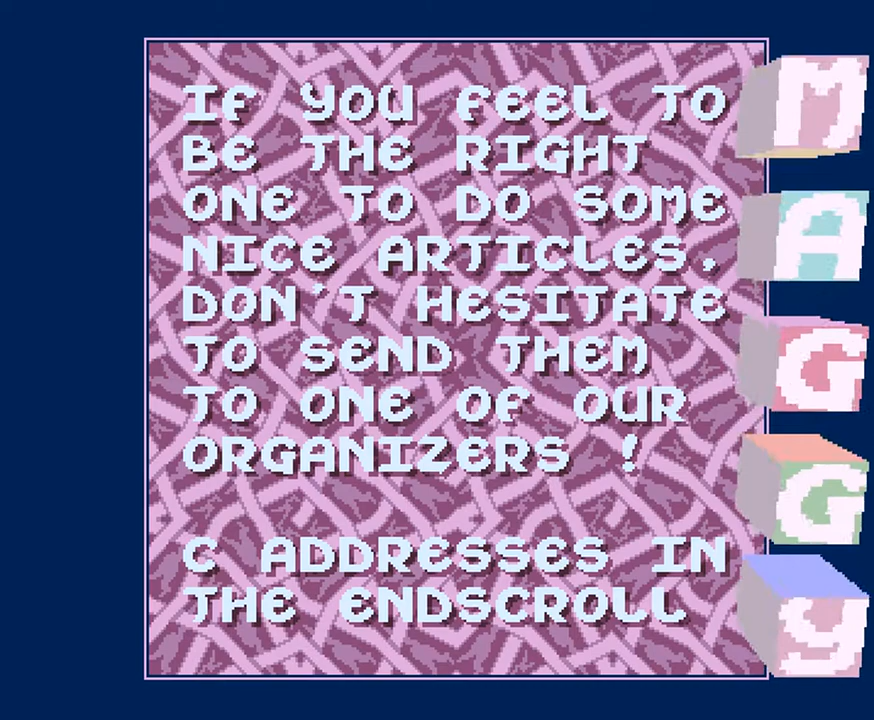 IF YOU FEEL TO
BE THE RIGHT
ONE TO DO SOME
NICE ARTICLES.
DON'T HESITATE
TO SEND THEM
TO ONE OF OUR
ORGANIZERS !
C ADDRESSES IN
THE ENDSCROLL
M
A
G
G
Y